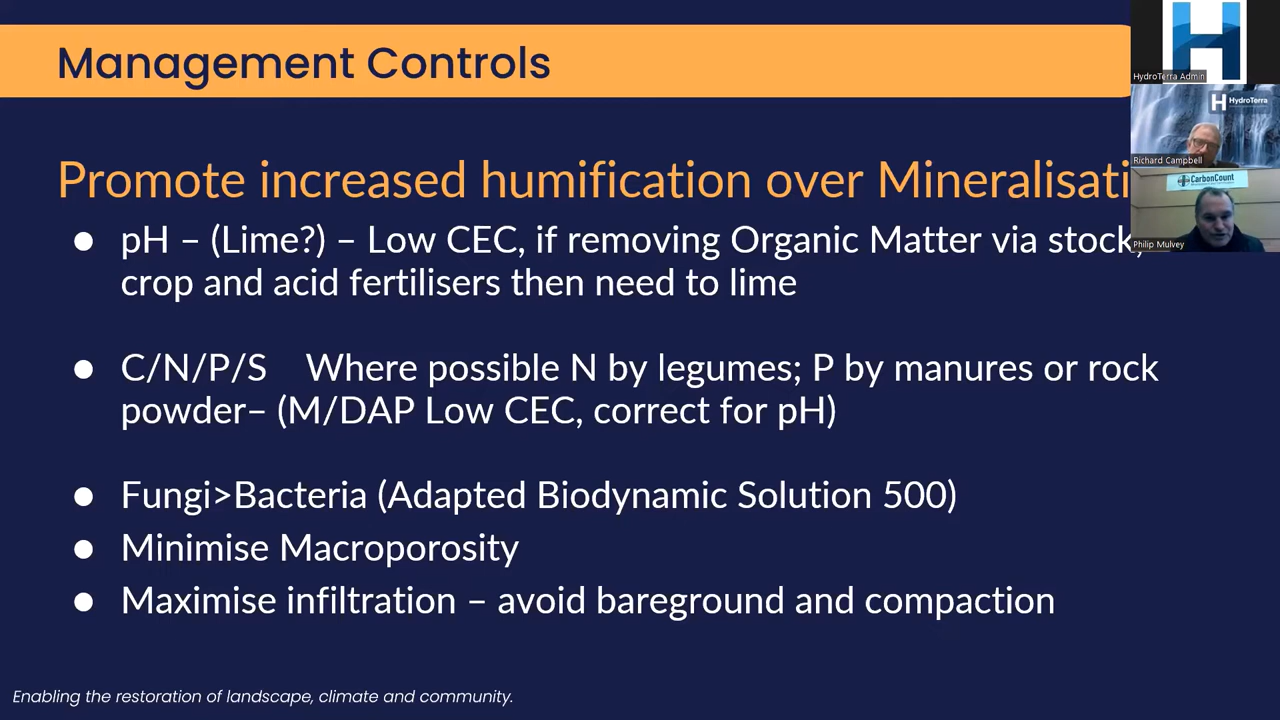 Management Controls
Promote increased humification over Mineralisati
● pH – (Lime?) – Low CEC, if removing Organic Matter via stock,
crop and acid fertilisers then need to lime
● C/N/P/S Where possible N by legumes; P by manures or rock
powder– (M/DAP Low CEC, correct for pH)
● Fungi>Bacteria (Adapted Biodynamic Solution 500)
● Minimise Macroporosity
● Maximise infiltration – avoid bareground and compaction
Enabling the restoration of landscape, climate and community.
H
HydroTerra Admin
H HydroTerra
Richard Campbell
CarbonCount
Philip Mulvey